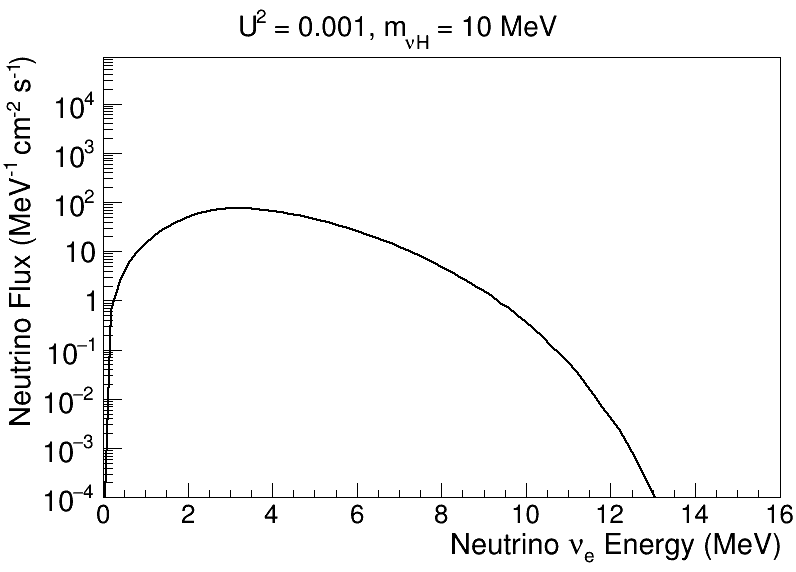 U² = 0.001, mνH = 10 MeV
Neutrino Flux (MeV⁻¹ cm⁻² s⁻¹)
10⁴
10³
10²
10
1
10⁻¹
10⁻²
10⁻³
10⁻⁴
0 2 4 6 8 10 12 14 16
Neutrino νe Energy (MeV)